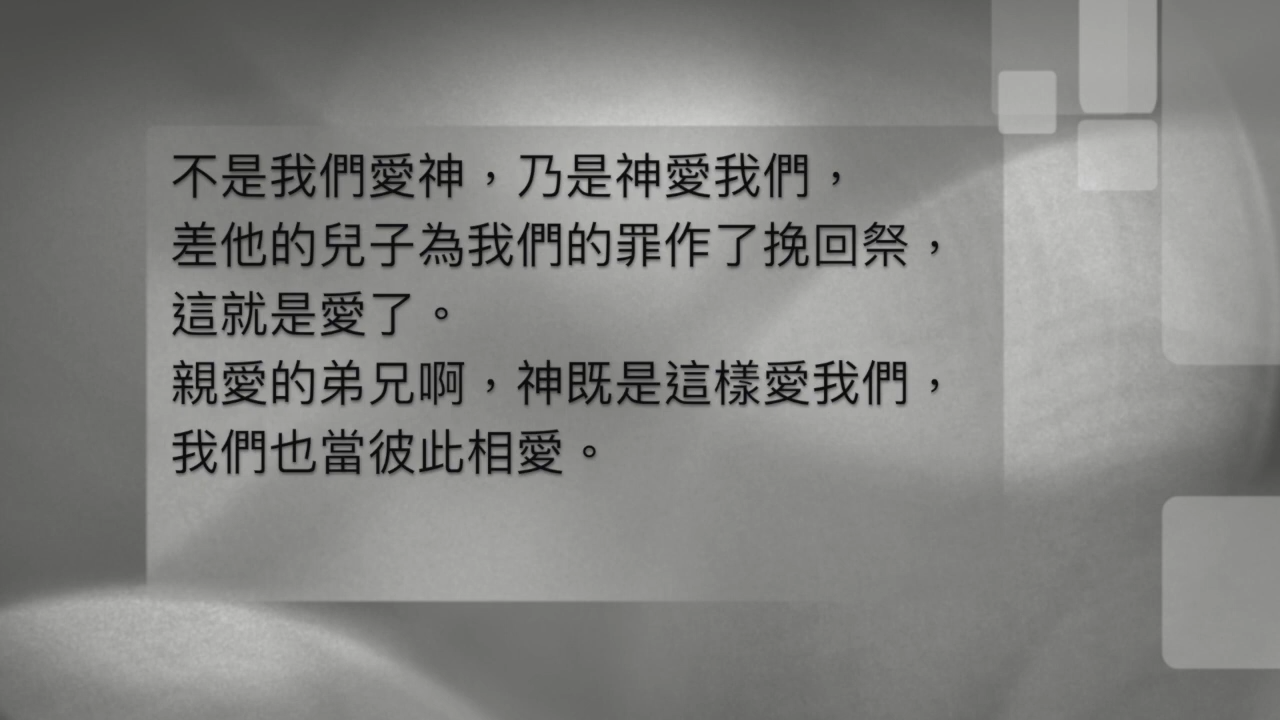 不是我們愛神，乃是神愛我們，
差他的兒子為我們的罪作了挽回祭，
這就是愛了。
親愛的弟兄啊，神既是這樣愛我們，
我們也當彼此相愛。